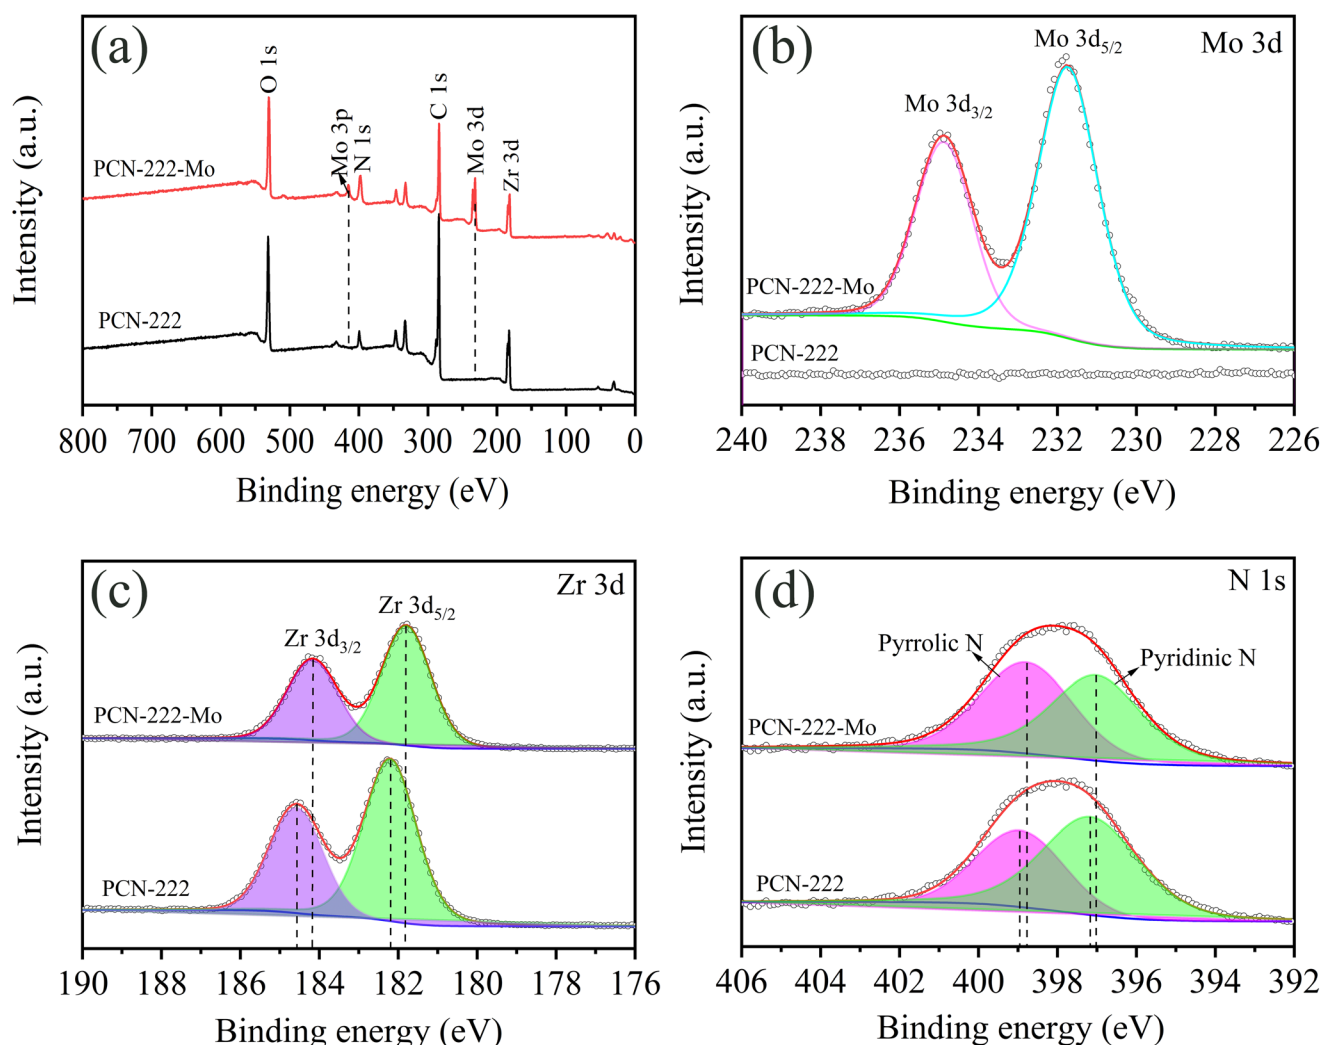 (a)
O 1s
Mo 3p
N 1s
C 1s
Mo 3d
Zr 3d
PCN-222-Mo
PCN-222
Intensity (a.u.)
800 700 600 500 400 300 200 100 0
Binding energy (eV)
(b)
Mo 3d
Mo 3d5/2
Mo 3d3/2
PCN-222-Mo
PCN-222
Intensity (a.u.)
240 238 236 234 232 230 228 226
Binding energy (eV)
(c)
Zr 3d
Zr 3d5/2
Zr 3d3/2
PCN-222-Mo
PCN-222
Intensity (a.u.)
190 188 186 184 182 180 178 176
Binding energy (eV)
(d)
N 1s
Pyrrolic N
Pyridinic N
PCN-222-Mo
PCN-222
Intensity (a.u.)
406 404 402 400 398 396 394 392
Binding energy (eV)